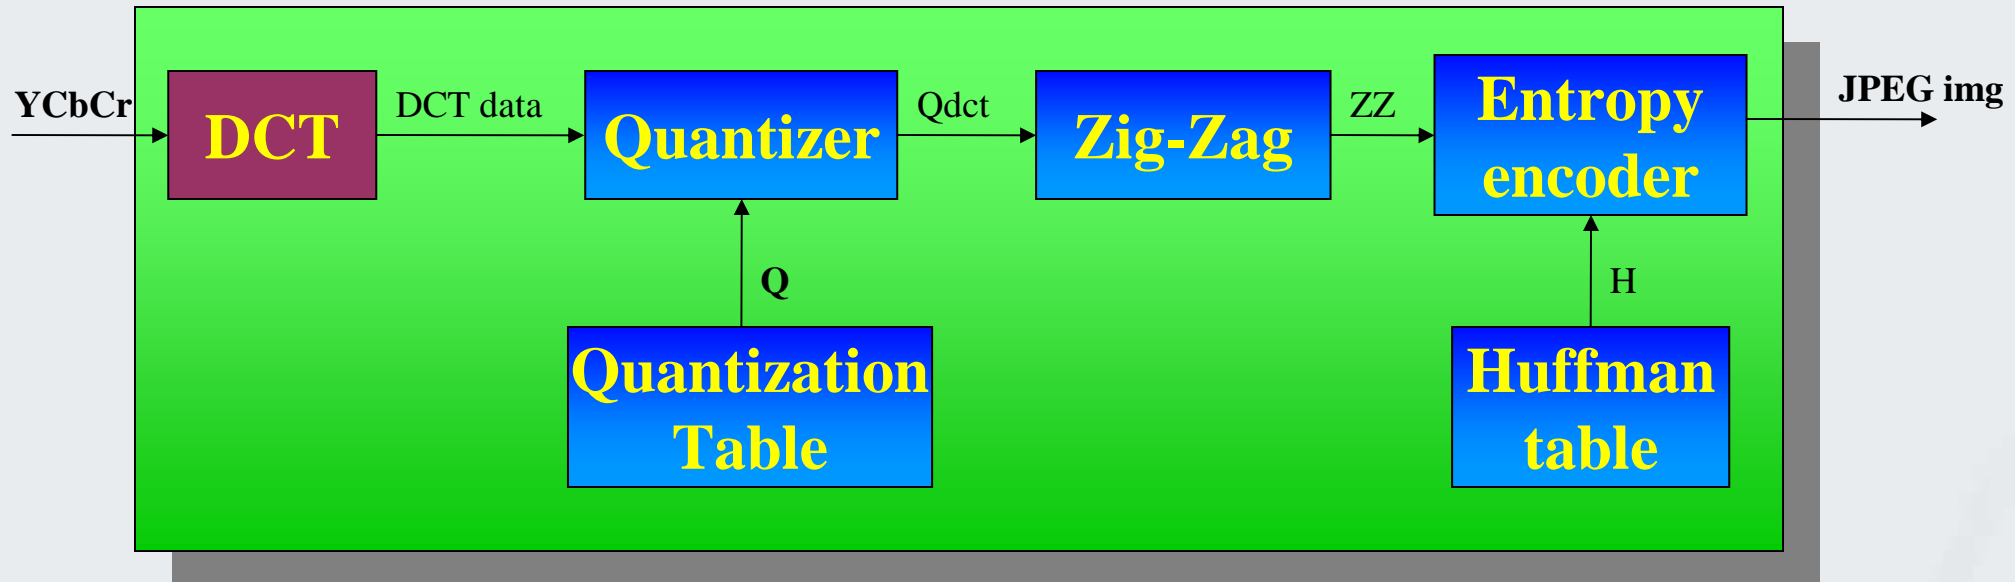 YCbCr
DCT
DCT data
Quantizer
Qdct
Zig-Zag
ZZ
Entropy
encoder
JPEG img
Q
H
Quantization
Table
Huffman
table